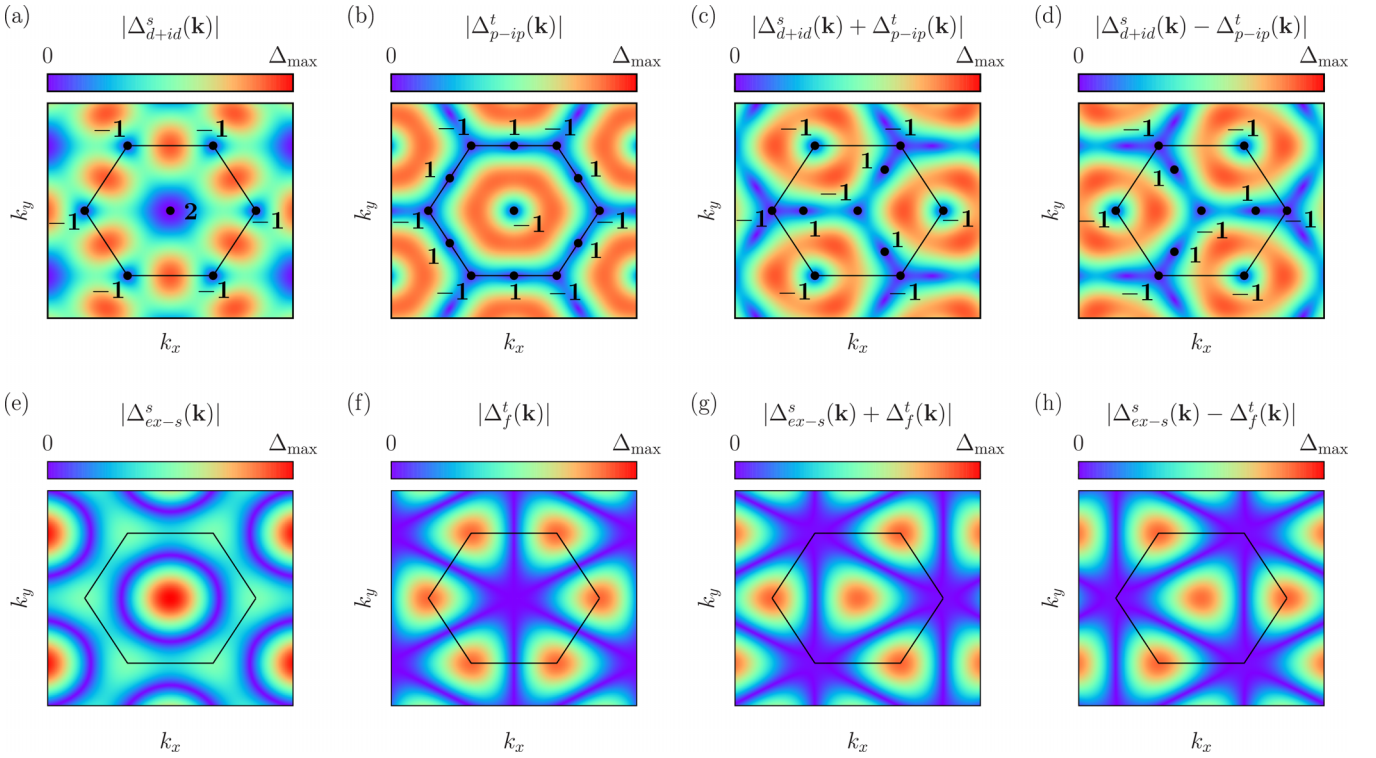 (a) (b) (c) (d)
|Δ^s_{d+id}(k)| |Δ^t_{p−ip}(k)| |Δ^s_{d+id}(k) + Δ^t_{p−ip}(k)| |Δ^s_{d+id}(k) − Δ^t_{p−ip}(k)|
0 Δ_max 0 Δ_max 0 Δ_max 0 Δ_max
−1 −1 −1 1 −1 −1 −1 −1 −1
1 1 1 1
−1 2 −1 −1 −1 −1 −1 −1 1 −1 −1 1 −1 −1
1 1 1 1
−1 −1 −1 1 −1 −1 −1 −1 −1
k_y k_y k_y k_y
k_x k_x k_x k_x
(e) (f) (g) (h)
|Δ^s_{ex−s}(k)| |Δ^t_f(k)| |Δ^s_{ex−s}(k) + Δ^t_f(k)| |Δ^s_{ex−s}(k) − Δ^t_f(k)|
0 Δ_max 0 Δ_max 0 Δ_max 0 Δ_max
k_y k_y k_y k_y
k_x k_x k_x k_x